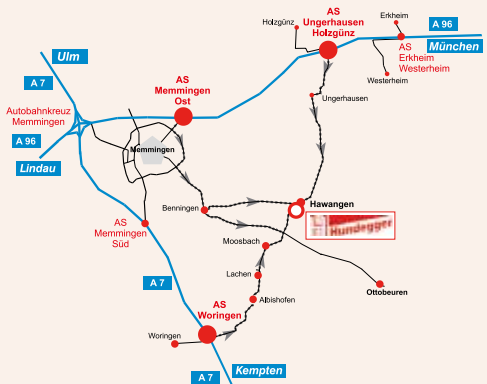 Erkheim
Holzgünz
AS
Ungerhausen
Holzgünz
A 96
München
AS
Erkheim
Westerheim
Westerheim
Ulm
A 7
AS
Memmingen
Ost
Ungerhausen
Autobahnkreuz
Memmingen
A 96
Lindau
Memmingen
Benningen
Hawangen
Hundegger
AS
Memmingen
Süd
Moosbach
Lachen
A 7
Albishofen
Ottobeuren
AS
Woringen
Woringen
A 7
Kempten